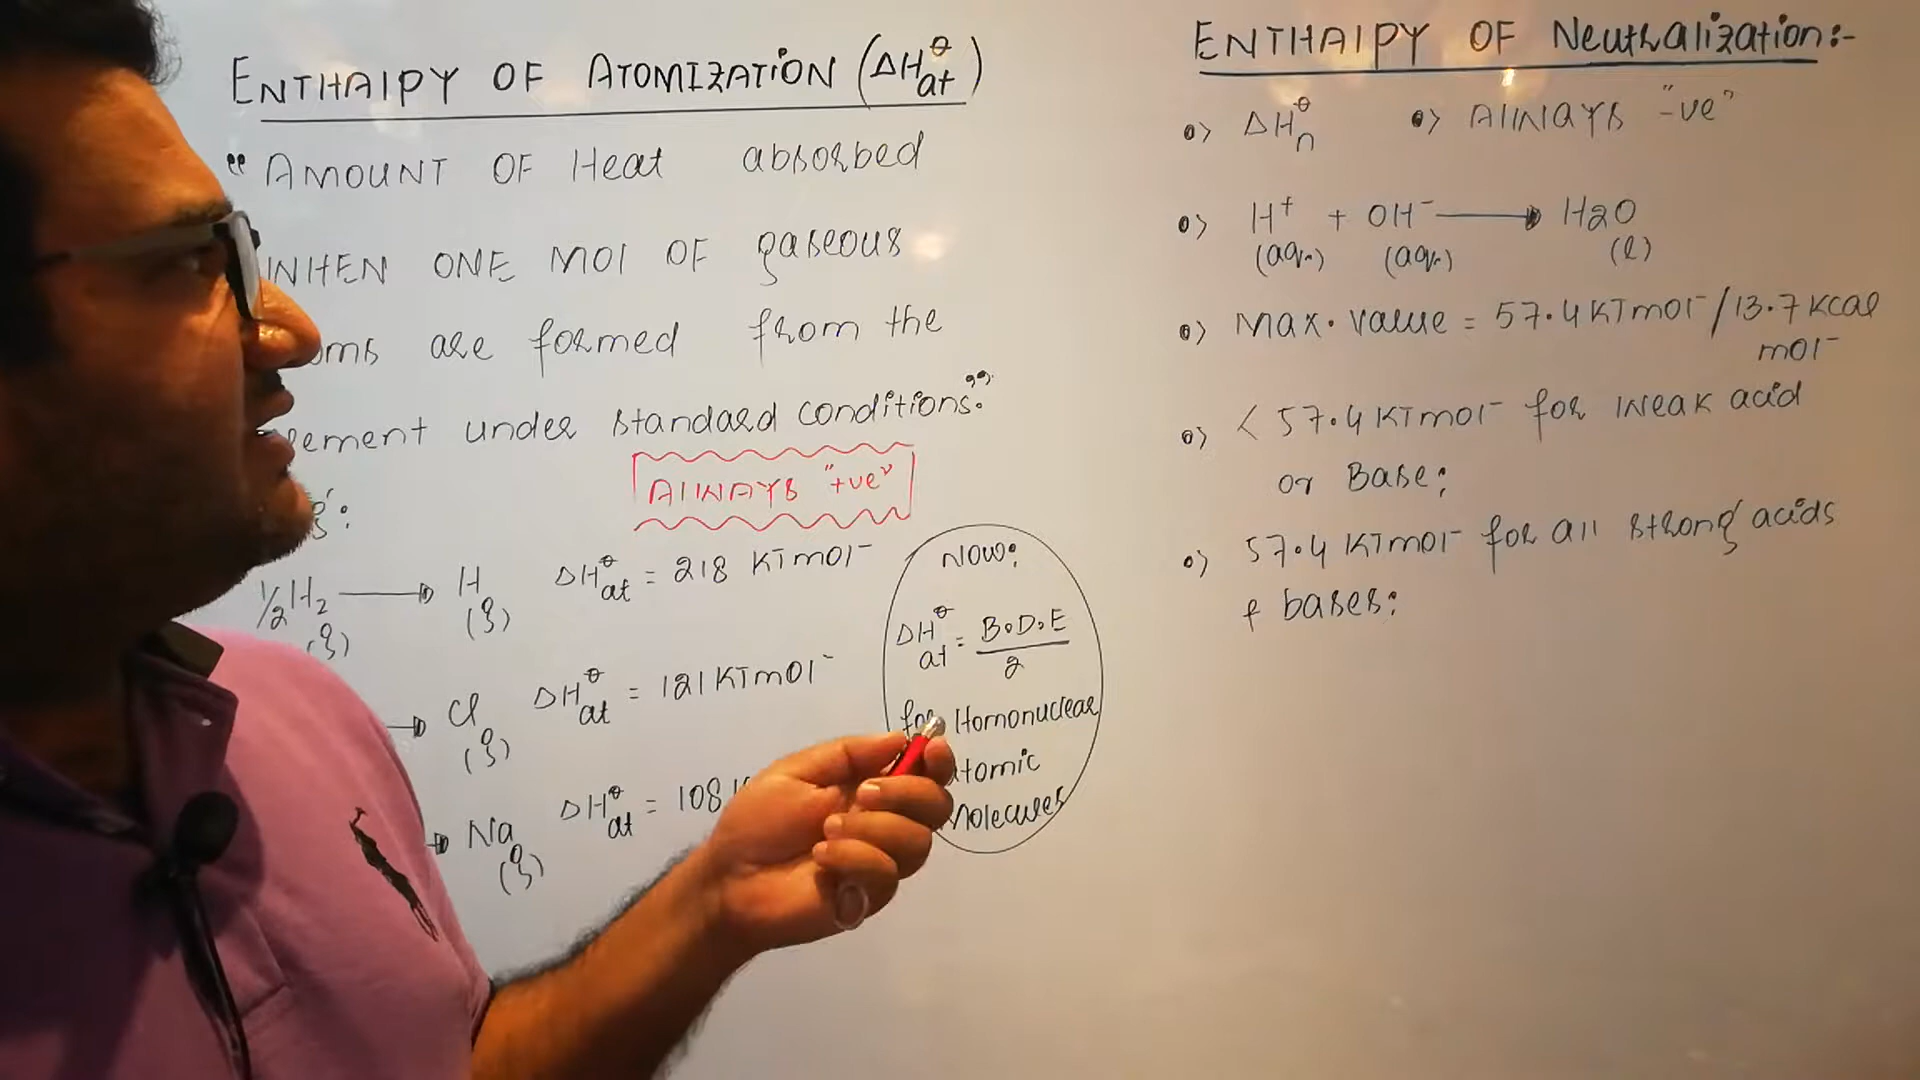 ENTHAlPY OF ATOMIZATION (ΔH°at)
"AMOUNT OF Heat absorbed
WHEN ONE MOl OF gaseous
oms are formed from the
ement under standard conditions."
AlWAYS "+ve"
½H2 (g) → H (g) ΔH°at = 218 KJmol⁻
→ Cl (g) ΔH°at = 121 KJmol⁻
→ Na (g) ΔH°at = 108
NOW:
ΔH°at = B.D.E / 2
for Homonuclear
atomic
Molecules
ENTHAlPY OF Neutralization:-
•> ΔH°n •> AlWAYS "-ve"
•> H⁺ (aq.) + OH⁻ (aq.) → H2O (l)
•> Max. value = 57.4 KJmol⁻/13.7 Kcal
mol⁻
•> < 57.4 KJmol⁻ for weak acid
or Base;
•> 57.4 KJmol⁻ for all strong acids
& bases: